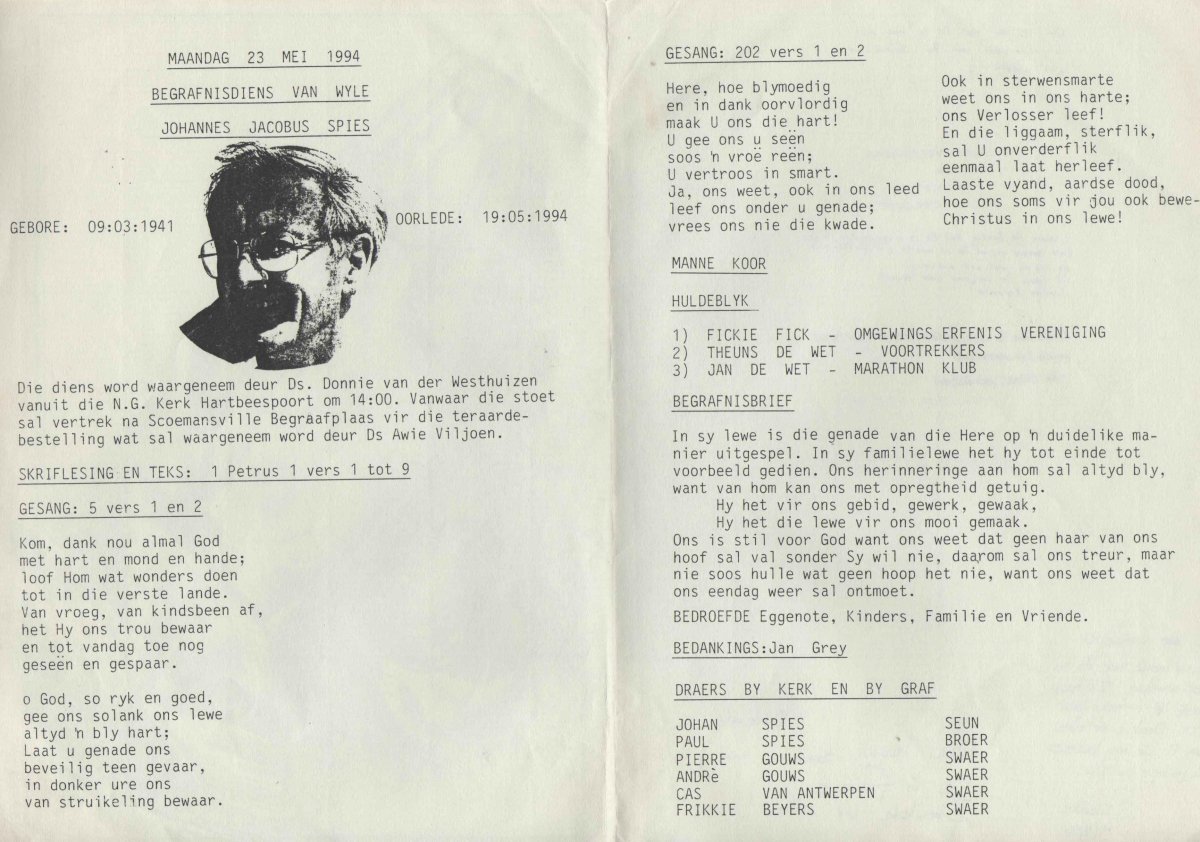 MAANDAG 23 MEI 1994
BEGRAFNISDIENS VAN WYLE
JOHANNES JACOBUS SPIES
GEBORE: 09:03:1941
OORLEDE: 19:05:1994
Die diens word waargeneem deur Ds. Donnie van der Westhuizen
vanuit die N.G. Kerk Hartbeespoort om 14:00. Vanwaar die stoet
sal vertrek na Scoemansville Begraafplaas vir die teraarde-
bestelling wat sal waargeneem word deur Ds Awie Viljoen.
SKRIFLESING EN TEKS: 1 Petrus 1 vers 1 tot 9
GESANG: 5 vers 1 en 2
Kom, dank nou almal God
met hart en mond en hande;
loof Hom wat wonders doen
tot in die verste lande.
Van vroeg, van kindsbeen af,
het Hy ons trou bewaar
en tot vandag toe nog
geseën en gespaar.
o God, so ryk en goed,
gee ons solank ons lewe
altyd 'n bly hart;
Laat u genade ons
beveilig teen gevaar,
in donker ure ons
van struikeling bewaar.
GESANG: 202 vers 1 en 2
Here, hoe blymoedig
en in dank oorvlordig
maak U ons die hart!
U gee ons u seën
soos 'n vroë reën;
U vertroos in smart.
Ja, ons weet, ook in ons leed
leef ons onder u genade;
vrees ons nie die kwade.
Ook in sterwensmarte
weet ons in ons harte;
ons Verlosser leef!
En die liggaam, sterflik,
sal U onverderflik
eenmaal laat herleef.
Laaste vyand, aardse dood,
hoe ons soms vir jou ook bewe-
Christus in ons lewe!
MANNE KOOR
HULDEBLYK
1) FICKIE FICK - OMGEWINGS ERFENIS VERENIGING
2) THEUNS DE WET - VOORTREKKERS
3) JAN DE WET - MARATHON KLUB
BEGRAFNISBRIEF
In sy lewe is die genade van die Here op 'n duidelike ma-
nier uitgespel. In sy familielewe het hy tot einde tot
voorbeeld gedien. Ons herinneringe aan hom sal altyd bly,
want van hom kan ons met opregtheid getuig.
Hy het vir ons gebid, gewerk, gewaak,
Hy het die lewe vir ons mooi gemaak.
Ons is stil voor God want ons weet dat geen haar van ons
hoof sal val sonder Sy wil nie, daarom sal ons treur, maar
nie soos hulle wat geen hoop het nie, want ons weet dat
ons eendag weer sal ontmoet.
BEDROEFDE Eggenote, Kinders, Familie en Vriende.
BEDANKINGS:Jan Grey
DRAERS BY KERK EN BY GRAF
JOHAN SPIES SEUN
PAUL SPIES BROER
PIERRE GOUWS SWAER
ANDRè GOUWS SWAER
CAS VAN ANTWERPEN SWAER
FRIKKIE BEYERS SWAER